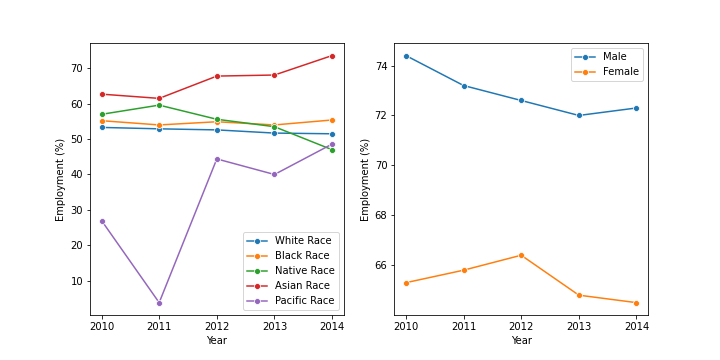 70
60
50
40
30
20
10
Employment (%)
2010 2011 2012 2013 2014
Year
White Race
Black Race
Native Race
Asian Race
Pacific Race
74
72
70
68
66
Employment (%)
2010 2011 2012 2013 2014
Year
Male
Female